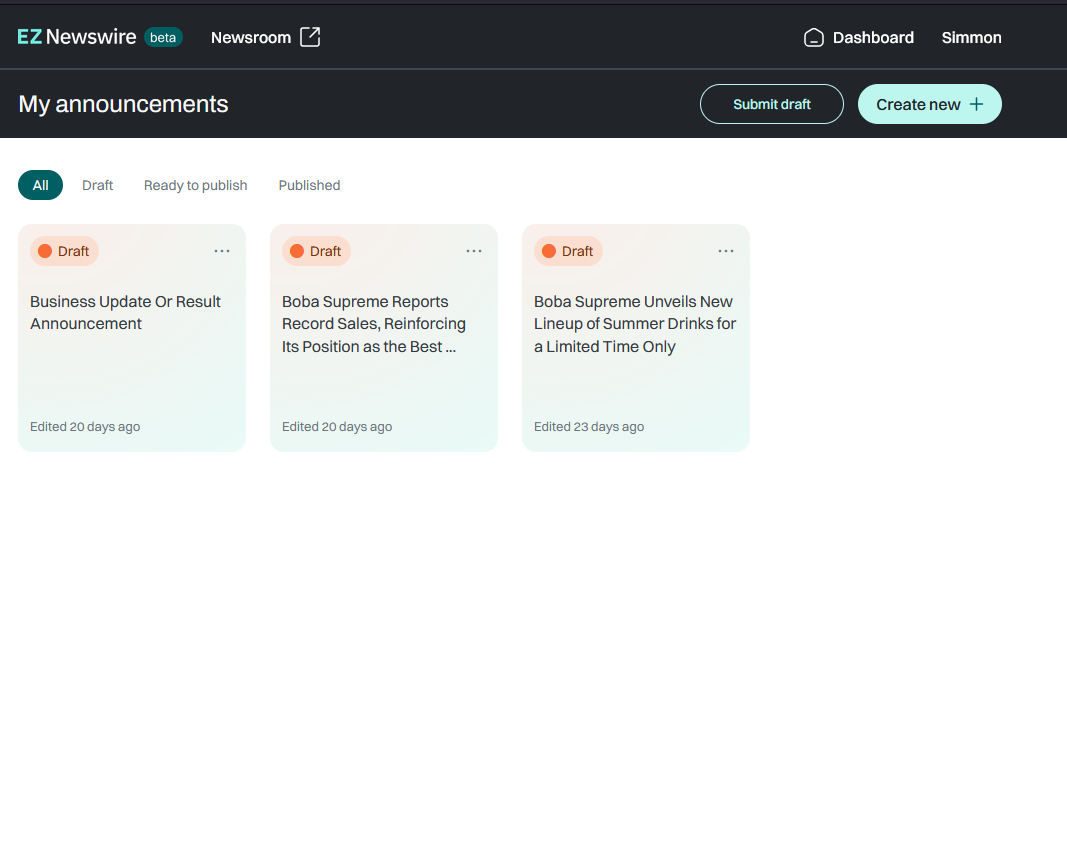 EZ Newswire beta Newsroom Dashboard Simmon
My announcements Submit draft Create new +
All Draft Ready to publish Published
Draft
Business Update Or Result
Announcement
Edited 20 days ago
Draft
Boba Supreme Reports
Record Sales, Reinforcing
Its Position as the Best ...
Edited 20 days ago
Draft
Boba Supreme Unveils New
Lineup of Summer Drinks for
a Limited Time Only
Edited 23 days ago